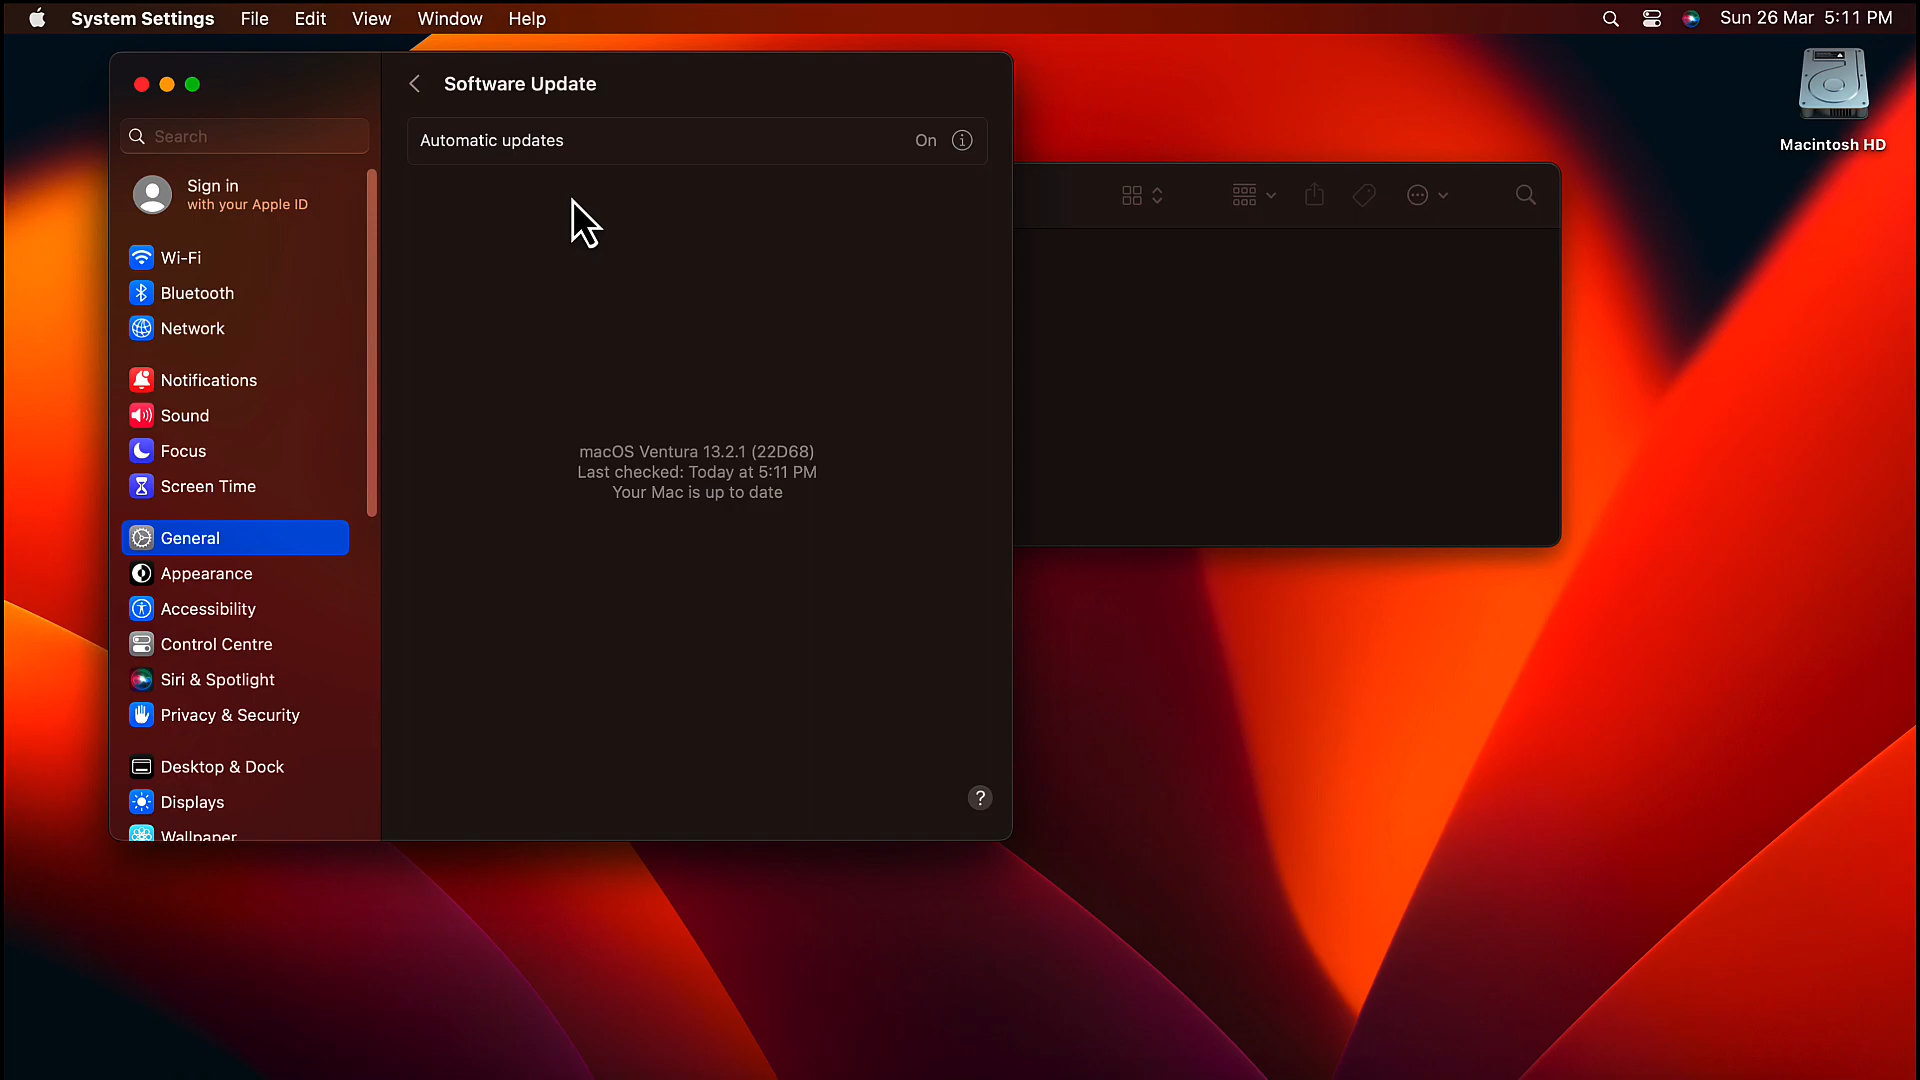 System Settings File Edit View Window Help Sun 26 Mar 5:11 PM
Software Update
Search
Automatic updates On
Macintosh HD
Sign in
with your Apple ID
Wi-Fi
Bluetooth
Network
Notifications
Sound
Focus
Screen Time
General
Appearance
Accessibility
Control Centre
Siri & Spotlight
Privacy & Security
Desktop & Dock
Displays
Wallpaper
macOS Ventura 13.2.1 (22D68)
Last checked: Today at 5:11 PM
Your Mac is up to date
?